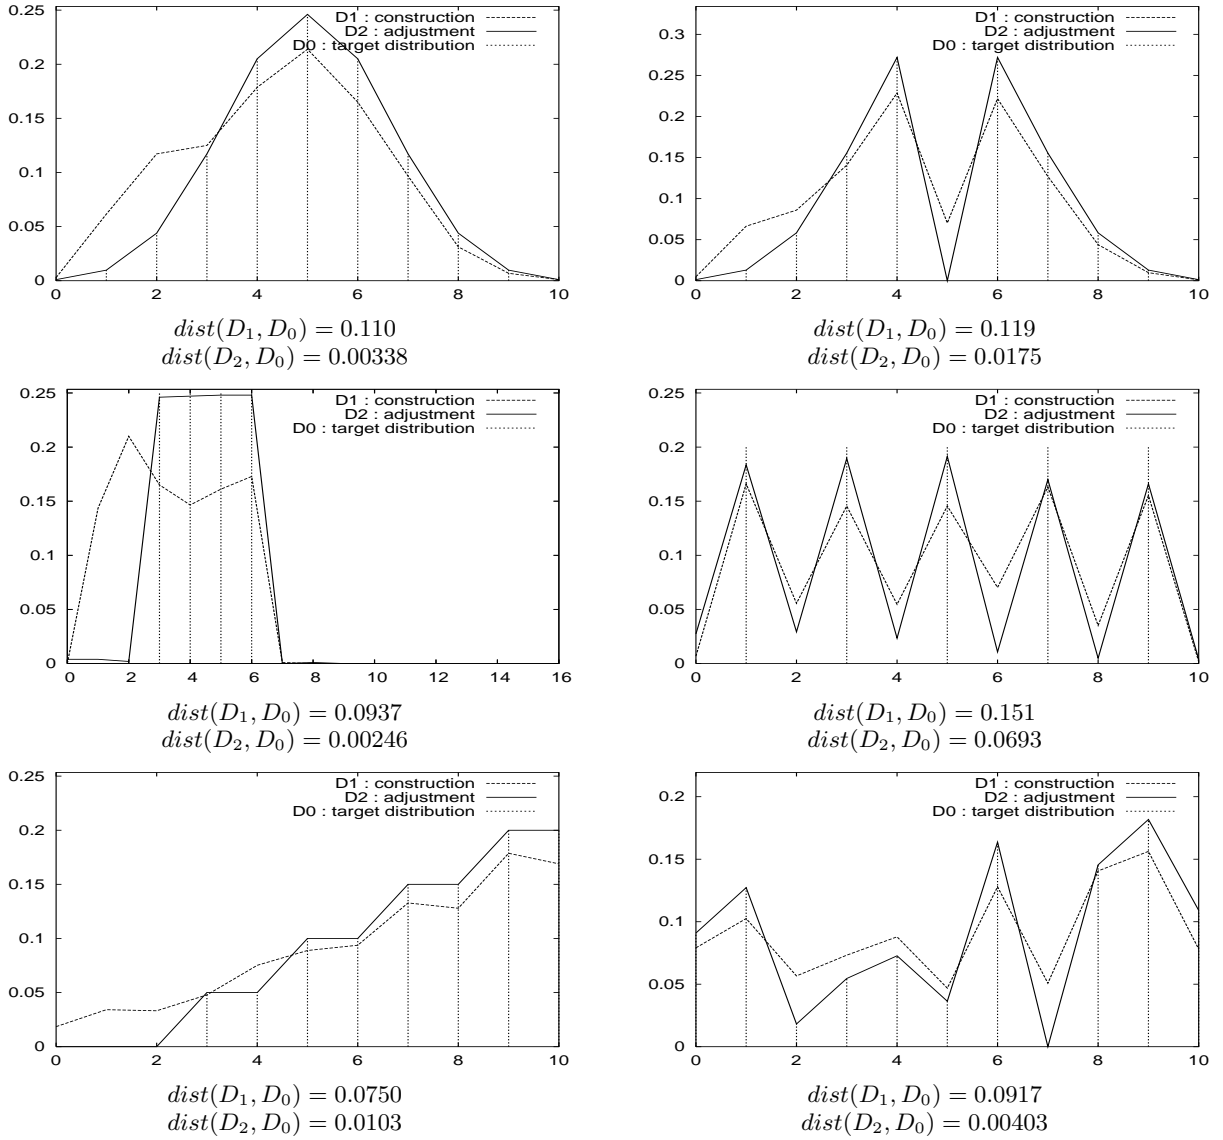 D1 : construction
D2 : adjustment
D0 : target distribution
0.25
0.2
0.15
0.1
0.05
0
0 2 4 6 8 10
dist(D1, D0) = 0.110
dist(D2, D0) = 0.00338
D1 : construction
D2 : adjustment
D0 : target distribution
0.3
0.25
0.2
0.15
0.1
0.05
0
0 2 4 6 8 10
dist(D1, D0) = 0.119
dist(D2, D0) = 0.0175
D1 : construction
D2 : adjustment
D0 : target distribution
0.25
0.2
0.15
0.1
0.05
0
0 2 4 6 8 10 12 14 16
dist(D1, D0) = 0.0937
dist(D2, D0) = 0.00246
D1 : construction
D2 : adjustment
D0 : target distribution
0.25
0.2
0.15
0.1
0.05
0
0 2 4 6 8 10
dist(D1, D0) = 0.151
dist(D2, D0) = 0.0693
D1 : construction
D2 : adjustment
D0 : target distribution
0.25
0.2
0.15
0.1
0.05
0
0 2 4 6 8 10
dist(D1, D0) = 0.0750
dist(D2, D0) = 0.0103
D1 : construction
D2 : adjustment
D0 : target distribution
0.2
0.15
0.1
0.05
0
0 2 4 6 8 10
dist(D1, D0) = 0.0917
dist(D2, D0) = 0.00403